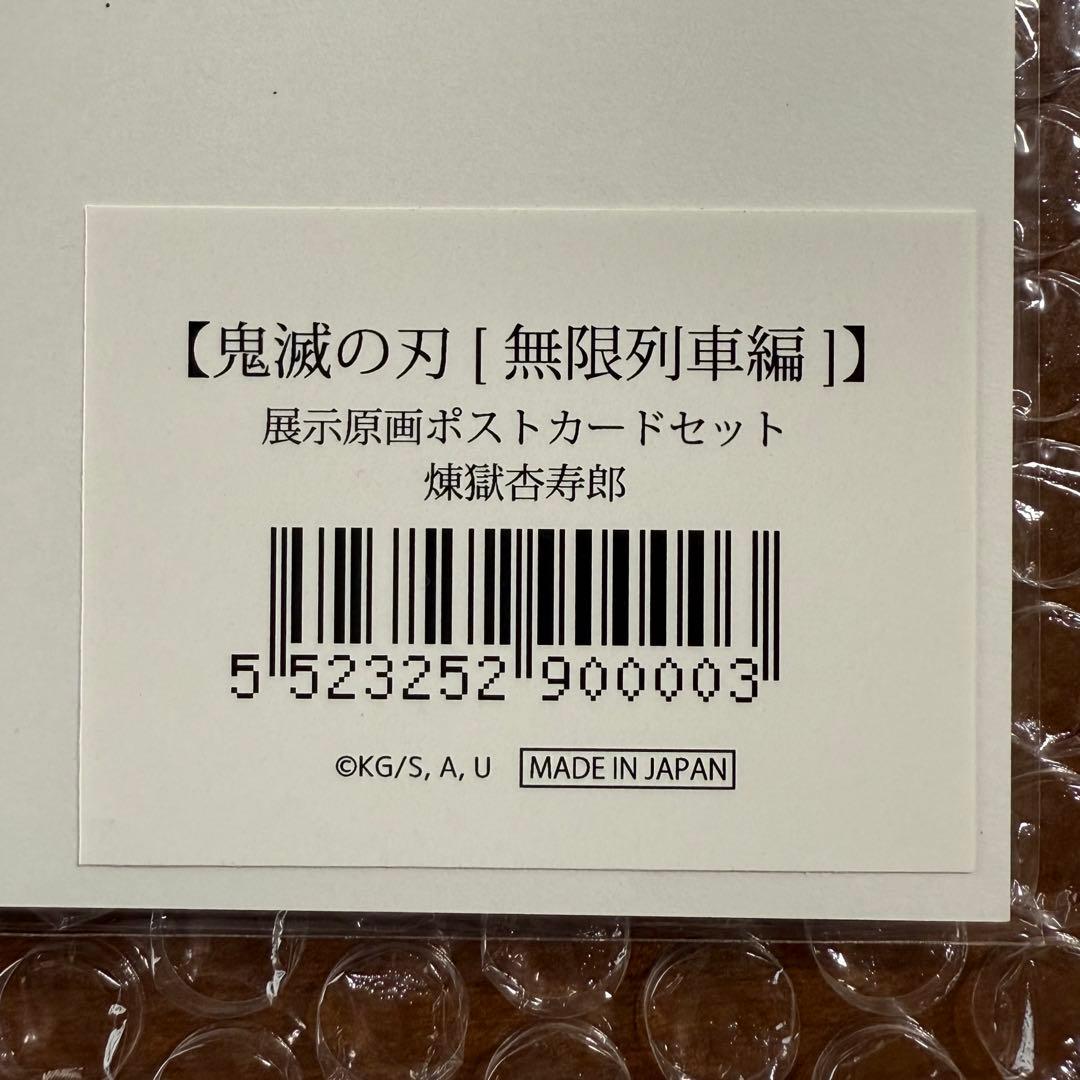 【鬼滅の刃 [ 無限列車編 ]】
展示原画ポストカードセット
煉獄杏寿郎
5 523252 900003
©KG/S, A, U MADE IN JAPAN